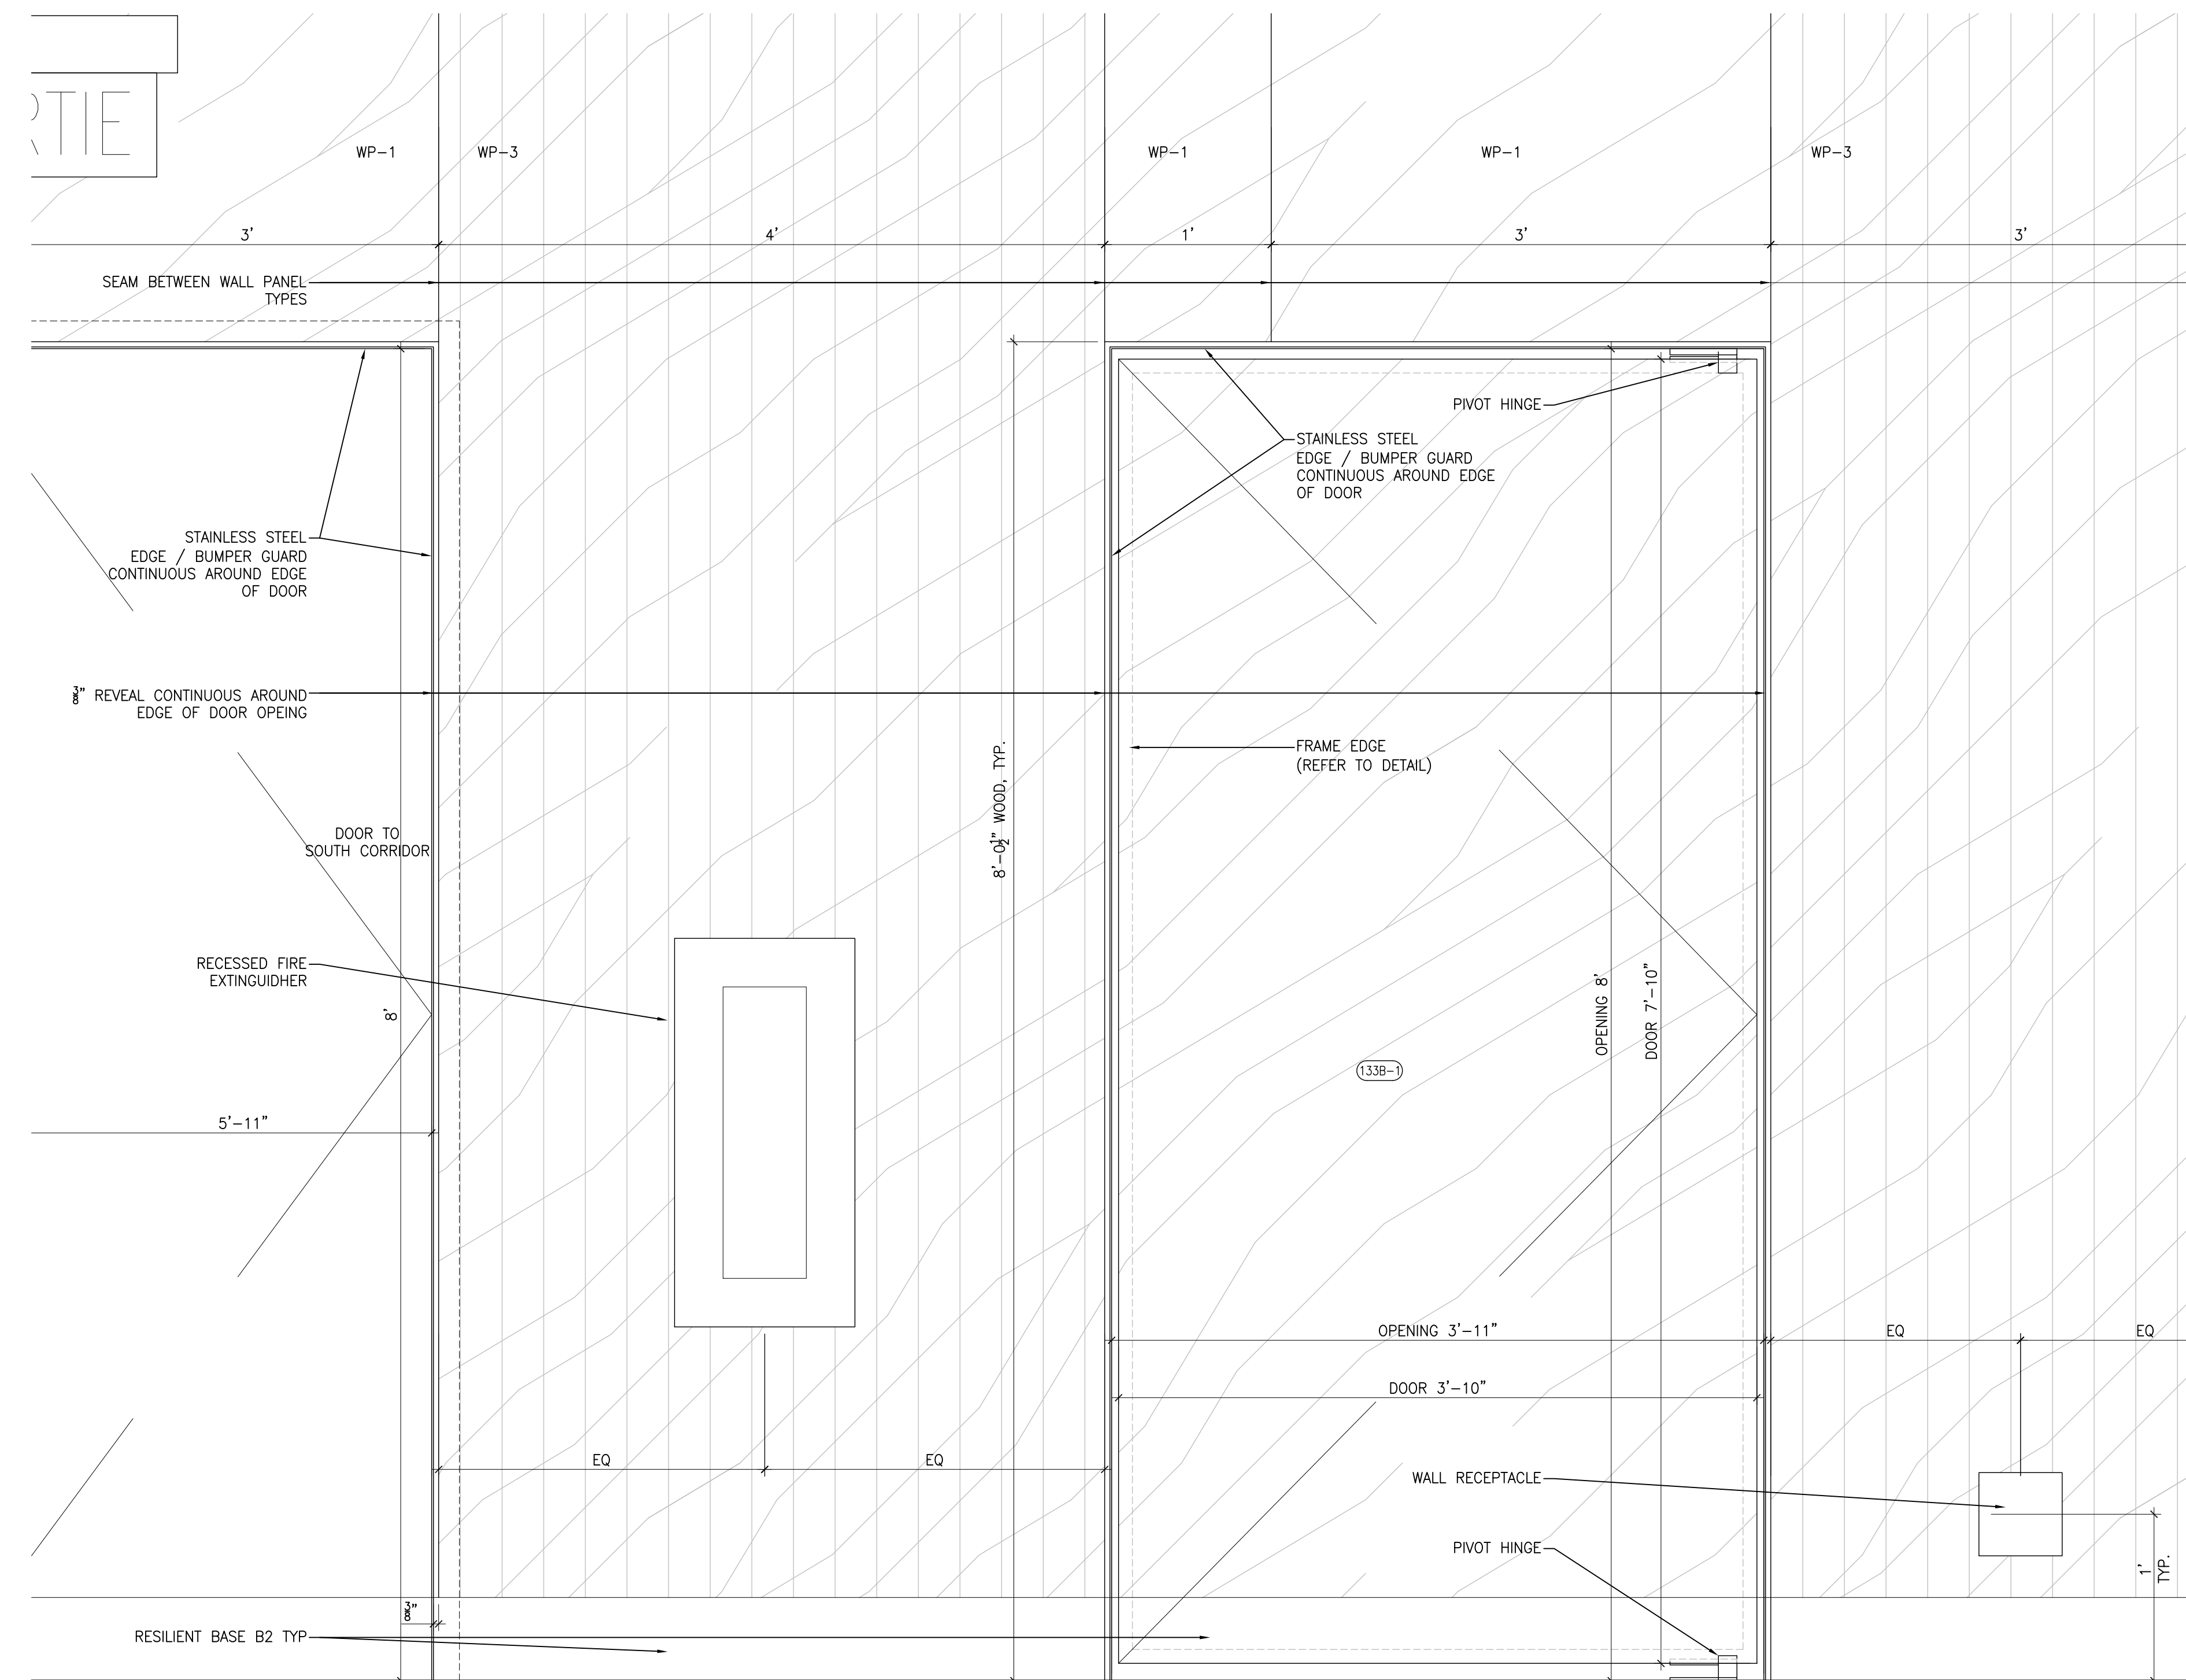 RTIE
WP-1
WP-3
WP-1
WP-1
WP-3
3'
4'
1'
3'
3'
SEAM BETWEEN WALL PANEL
TYPES
PIVOT HINGE
STAINLESS STEEL
EDGE / BUMPER GUARD
CONTINUOUS AROUND EDGE
OF DOOR
STAINLESS STEEL
EDGE / BUMPER GUARD
CONTINUOUS AROUND EDGE
OF DOOR
3/8" REVEAL CONTINUOUS AROUND
EDGE OF DOOR OPEING
FRAME EDGE
(REFER TO DETAIL)
8'-0 1/2" WOOD, TYP.
DOOR TO
SOUTH CORRIDOR
RECESSED FIRE
EXTINGUIDHER
8'
OPENING 8'
DOOR 7'-10"
133B-1
5'-11"
OPENING 3'-11"
EQ
EQ
DOOR 3'-10"
EQ
EQ
WALL RECEPTACLE
PIVOT HINGE
1'
TYP.
3/8"
RESILIENT BASE B2 TYP